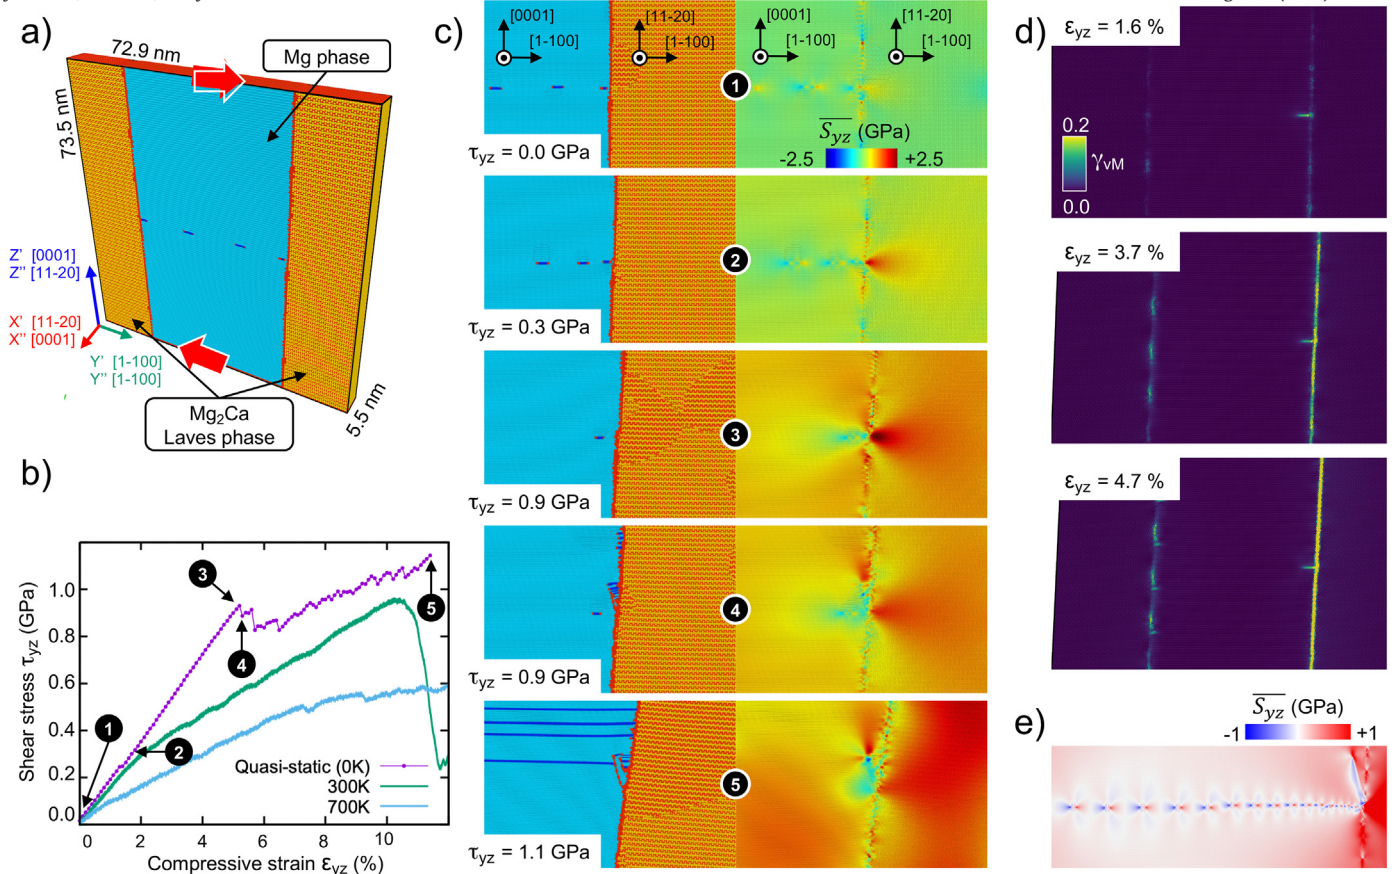 a)
72.9 nm
Mg phase
73.5 nm
Z' [0001]
Z'' [11-20]
X' [11-20]
X'' [0001]
Y' [1-100]
Y'' [1-100]
Mg₂Ca
Laves phase
5.5 nm
b)
Shear stress τyz (GPa)
1.0
0.8
0.6
0.4
0.2
0.0
0
2
4
6
8
10
Compressive strain εyz (%)
1
2
3
4
5
Quasi-static (0K)
300K
700K
c)
[0001]
[1-100]
[11-20]
[1-100]
[0001]
[1-100]
[11-20]
[1-100]
1
Syz (GPa)
-2.5
+2.5
τyz = 0.0 GPa
2
τyz = 0.3 GPa
3
τyz = 0.9 GPa
4
τyz = 0.9 GPa
5
τyz = 1.1 GPa
d)
εyz = 1.6 %
0.2
γvM
0.0
εyz = 3.7 %
εyz = 4.7 %
e)
Syz (GPa)
-1
+1